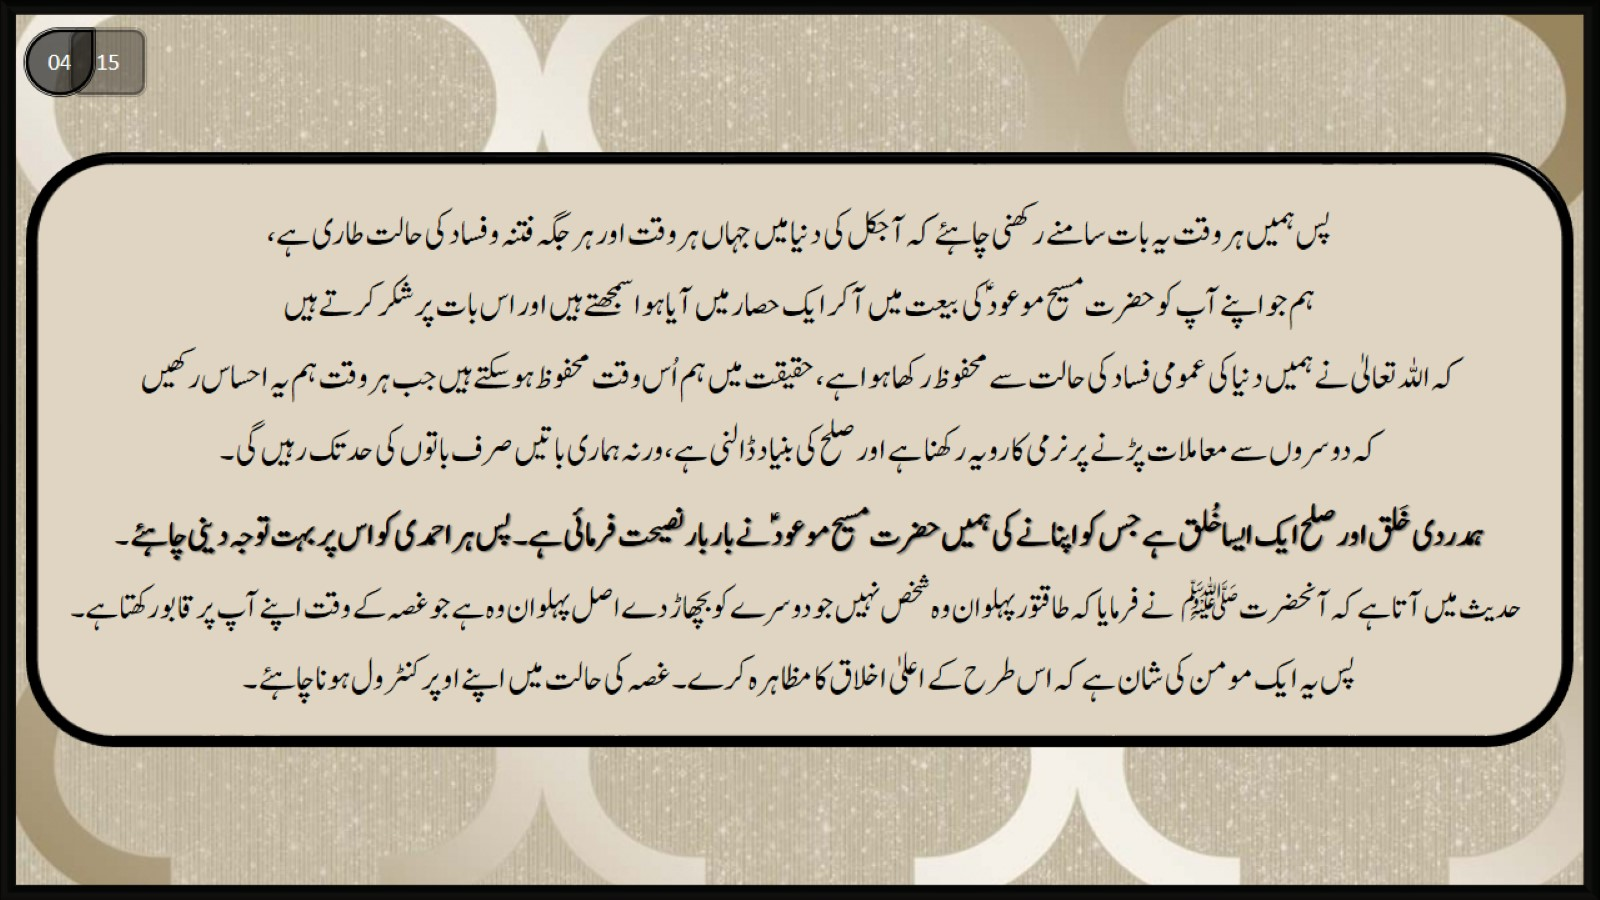 04 15
پس ہمیں ہر وقت یہ بات سامنے رکھنی چاہئے کہ آجکل کی دنیا میں جہاں ہر وقت اور ہر جگہ فتنہ و فساد کی حالت طاری ہے،
ہم جو اپنے آپ کو حضرت مسیح موعودؑ کی بیعت میں آکر ایک حصار میں آیا ہوا سمجھتے ہیں اور اس بات پر شکر کرتے ہیں
کہ اللہ تعالیٰ نے ہمیں دنیا کی عمومی فساد کی حالت سے محفوظ رکھا ہوا ہے، حقیقت میں ہم اُس وقت محفوظ ہو سکتے ہیں جب ہر وقت ہم یہ احساس رکھیں
کہ دوسروں سے معاملات پڑنے پر نرمی کا رویہ رکھنا ہے اور صلح کی بنیاد ڈالنی ہے، ورنہ ہماری باتیں صرف باتوں کی حد تک رہیں گی۔
ہمدردی خَلق اور صلح ایک ایسا خُلق ہے جس کو اپنانے کی ہمیں حضرت مسیح موعودؑ نے بار بار نصیحت فرمائی ہے۔ پس ہر احمدی کو اس پر بہت توجہ دینی چاہئے۔
حدیث میں آتا ہے کہ آنحضرت ﷺ نے فرمایا کہ طاقتور پہلوان وہ شخص نہیں جو دوسرے کو پچھاڑ دے اصل پہلوان وہ ہے جو غصہ کے وقت اپنے آپ پر قابو رکھتا ہے۔
پس یہ ایک مومن کی شان ہے کہ اس طرح کے اعلیٰ اخلاق کا مظاہرہ کرے۔ غصہ کی حالت میں اپنے اوپر کنٹرول ہونا چاہئے۔